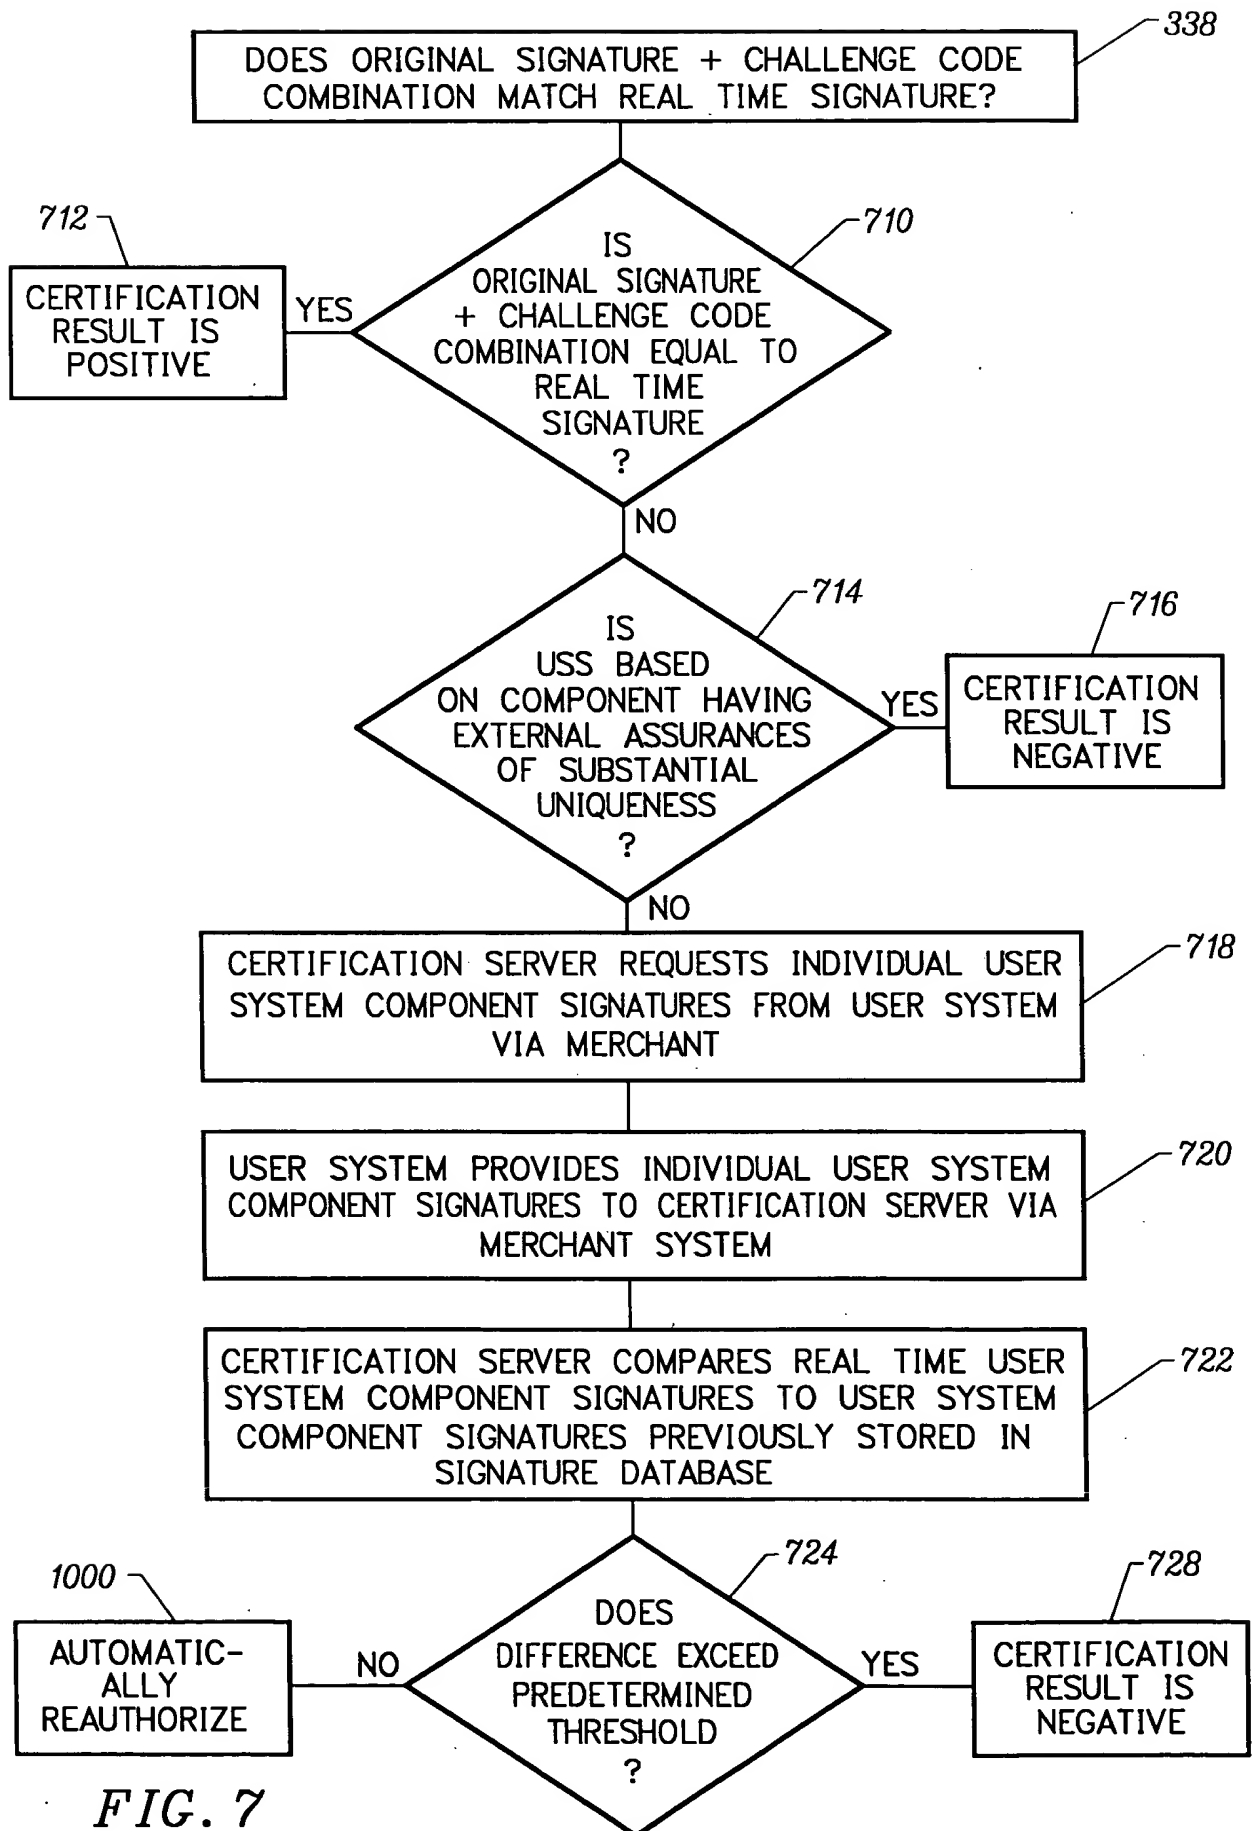 338
DOES ORIGINAL SIGNATURE + CHALLENGE CODE
COMBINATION MATCH REAL TIME SIGNATURE?
712
710
CERTIFICATION
RESULT IS
POSITIVE
YES
IS
ORIGINAL SIGNATURE
+ CHALLENGE CODE
COMBINATION EQUAL TO
REAL TIME
SIGNATURE
?
NO
714
716
IS
USS BASED
ON COMPONENT HAVING
EXTERNAL ASSURANCES
OF SUBSTANTIAL
UNIQUENESS
?
YES
CERTIFICATION
RESULT IS
NEGATIVE
NO
718
CERTIFICATION SERVER REQUESTS INDIVIDUAL USER
SYSTEM COMPONENT SIGNATURES FROM USER SYSTEM
VIA MERCHANT
720
USER SYSTEM PROVIDES INDIVIDUAL USER SYSTEM
COMPONENT SIGNATURES TO CERTIFICATION SERVER VIA
MERCHANT SYSTEM
722
CERTIFICATION SERVER COMPARES REAL TIME USER
SYSTEM COMPONENT SIGNATURES TO USER SYSTEM
COMPONENT SIGNATURES PREVIOUSLY STORED IN
SIGNATURE DATABASE
1000
724
728
AUTOMATIC-
ALLY
REAUTHORIZE
NO
DOES
DIFFERENCE EXCEED
PREDETERMINED
THRESHOLD
?
YES
CERTIFICATION
RESULT IS
NEGATIVE
FIG. 7